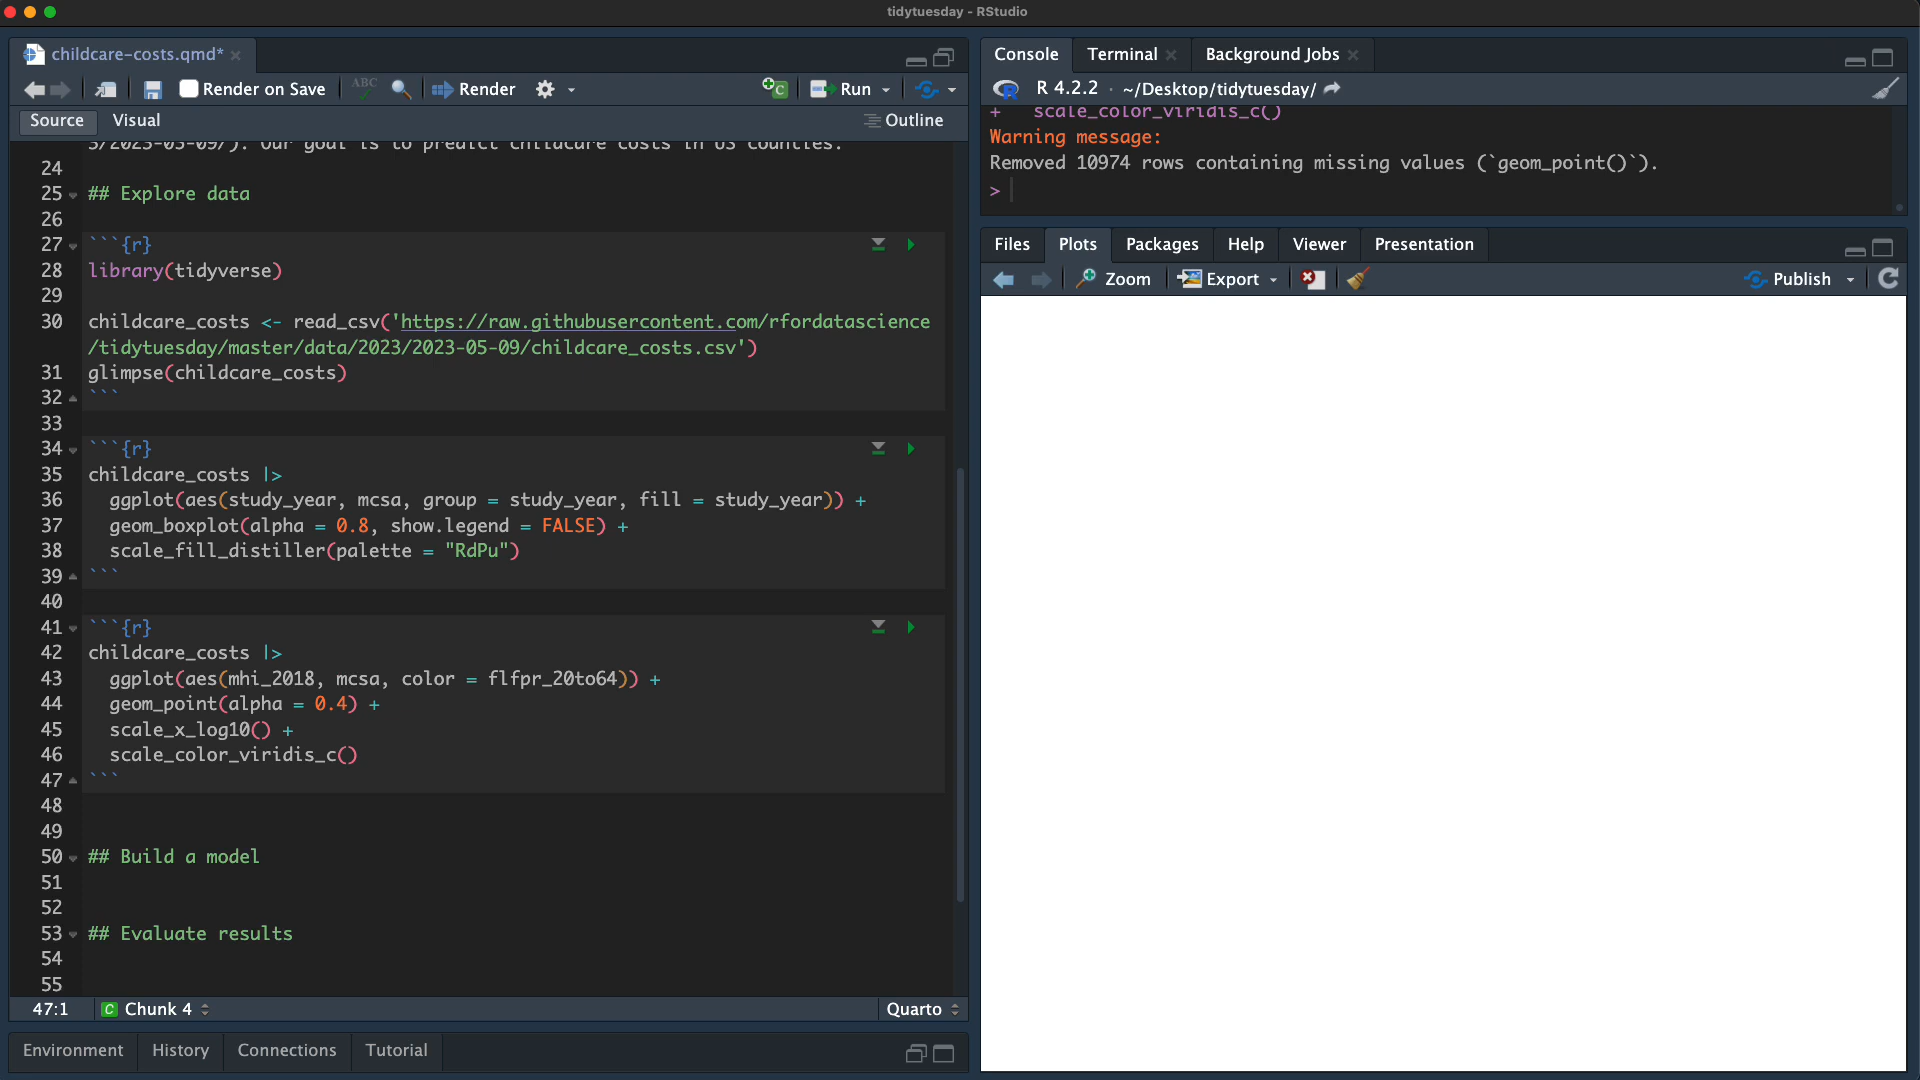 tidytuesday - RStudio
childcare-costs.qmd*
Render on Save
ABC
Render
Run
Source
Visual
Outline
3/2023-05-09/). Our goal is to predict childcare costs in US counties.
24
25 ## Explore data
26
27 ```{r}
28 library(tidyverse)
29
30 childcare_costs <- read_csv('https://raw.githubusercontent.com/rfordatascience
/tidytuesday/master/data/2023/2023-05-09/childcare_costs.csv')
31 glimpse(childcare_costs)
32 ```
33
34 ```{r}
35 childcare_costs |>
36 ggplot(aes(study_year, mcsa, group = study_year, fill = study_year)) +
37 geom_boxplot(alpha = 0.8, show.legend = FALSE) +
38 scale_fill_distiller(palette = "RdPu")
39 ```
40
41 ```{r}
42 childcare_costs |>
43 ggplot(aes(mhi_2018, mcsa, color = flfpr_20to64)) +
44 geom_point(alpha = 0.4) +
45 scale_x_log10() +
46 scale_color_viridis_c()
47 ```
48
49
50 ## Build a model
51
52
53 ## Evaluate results
54
55
47:1
C Chunk 4
Quarto
Environment
History
Connections
Tutorial
Console
Terminal
Background Jobs
R 4.2.2 · ~/Desktop/tidytuesday/
+ scale_color_viridis_c()
Warning message:
Removed 10974 rows containing missing values (`geom_point()`).
>
Files
Plots
Packages
Help
Viewer
Presentation
Zoom
Export
Publish